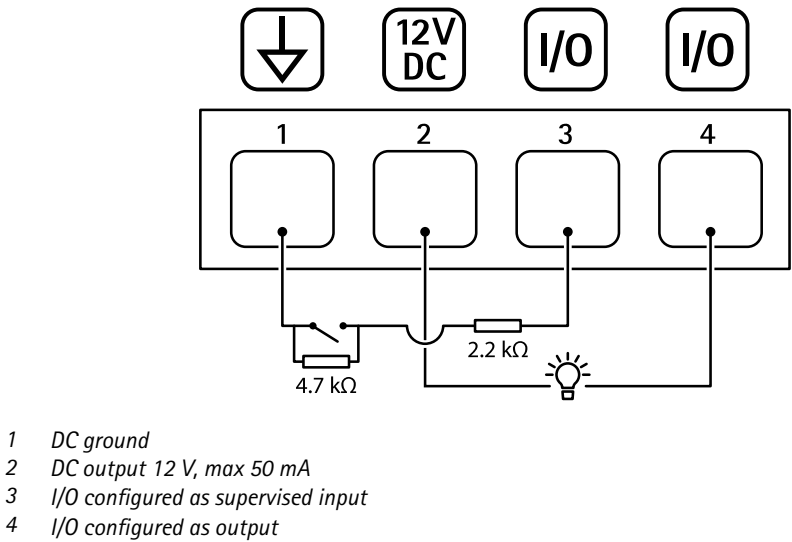 12V
DC
I/O
I/O
1
2
3
4
2.2 kΩ
4.7 kΩ
1 DC ground
2 DC output 12 V, max 50 mA
3 I/O configured as supervised input
4 I/O configured as output